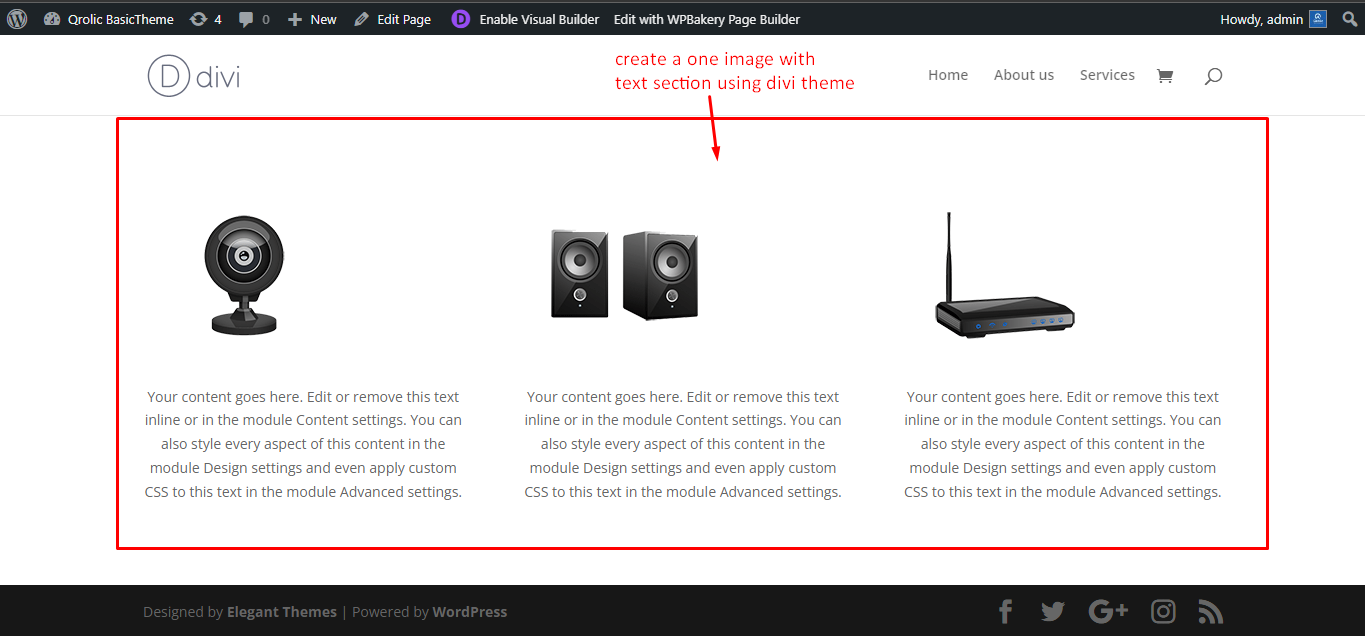 Qrolic BasicTheme 4 0 New Edit Page D Enable Visual Builder Edit with WPBakery Page Builder Howdy, admin
D divi
create a one image with
text section using divi theme
Home About us Services
Your content goes here. Edit or remove this text
inline or in the module Content settings. You can
also style every aspect of this content in the
module Design settings and even apply custom
CSS to this text in the module Advanced settings.
Your content goes here. Edit or remove this text
inline or in the module Content settings. You can
also style every aspect of this content in the
module Design settings and even apply custom
CSS to this text in the module Advanced settings.
Your content goes here. Edit or remove this text
inline or in the module Content settings. You can
also style every aspect of this content in the
module Design settings and even apply custom
CSS to this text in the module Advanced settings.
Designed by Elegant Themes | Powered by WordPress